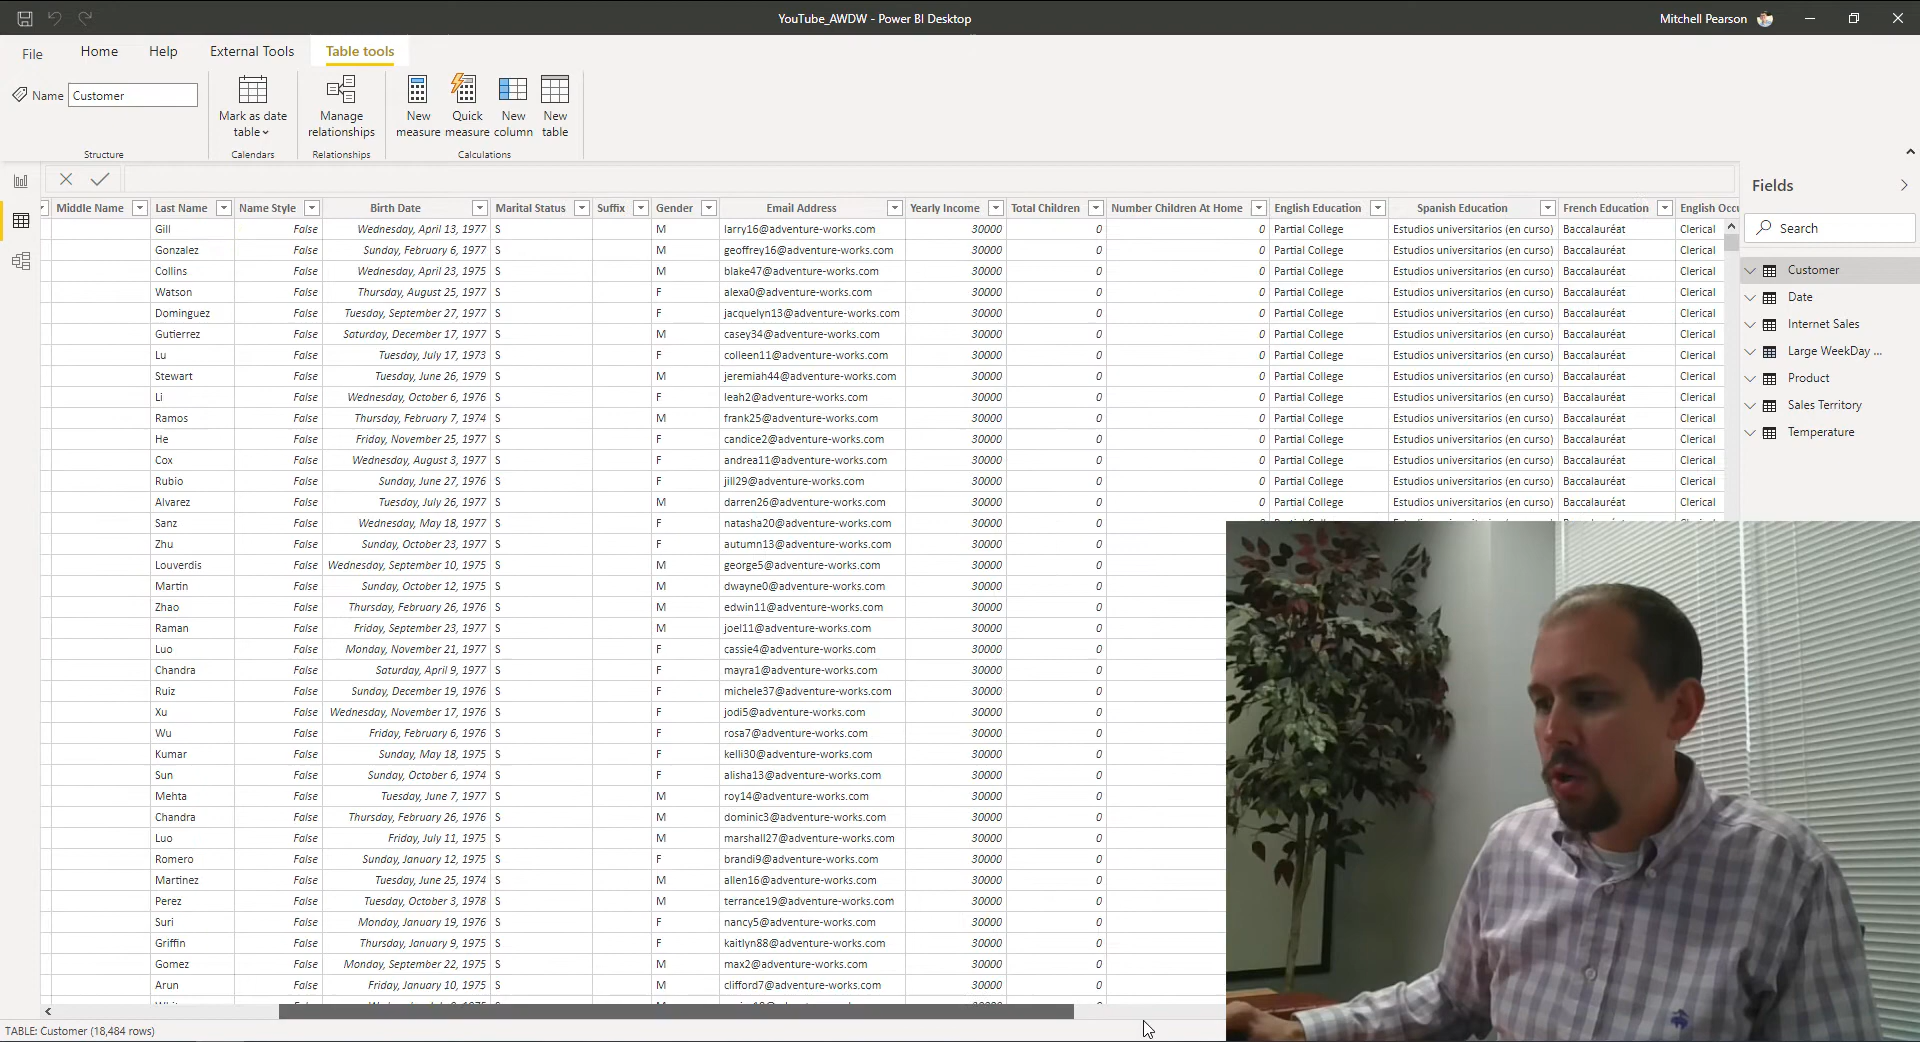 YouTube_AWDW - Power BI Desktop
Mitchell Pearson
File Home Help External Tools Table tools
Name Customer
Mark as date table
Manage relationships
New measure
Quick measure
New column
New table
Structure Calendars Relationships Calculations
Fields
Search
Customer
Date
Internet Sales
Large WeekDay ...
Product
Sales Territory
Temperature
Middle Name Last Name Name Style Birth Date Marital Status Suffix Gender Email Address Yearly Income Total Children Number Children At Home English Education Spanish Education French Education English Occu
Gill False Wednesday, April 13, 1977 S M larry16@adventure-works.com 30000 0 0 Partial College Estudios universitarios (en curso) Baccalauréat Clerical
Gonzalez False Sunday, February 6, 1977 S M geoffrey16@adventure-works.com 30000 0 0 Partial College Estudios universitarios (en curso) Baccalauréat Clerical
Collins False Wednesday, April 23, 1975 S M blake47@adventure-works.com 30000 0 0 Partial College Estudios universitarios (en curso) Baccalauréat Clerical
Watson False Thursday, August 25, 1977 S F alexa0@adventure-works.com 30000 0 0 Partial College Estudios universitarios (en curso) Baccalauréat Clerical
Dominguez False Tuesday, September 27, 1977 S F jacquelyn13@adventure-works.com 30000 0 0 Partial College Estudios universitarios (en curso) Baccalauréat Clerical
Gutierrez False Saturday, December 17, 1977 S M casey34@adventure-works.com 30000 0 0 Partial College Estudios universitarios (en curso) Baccalauréat Clerical
Lu False Tuesday, July 17, 1973 S F colleen11@adventure-works.com 30000 0 0 Partial College Estudios universitarios (en curso) Baccalauréat Clerical
Stewart False Tuesday, June 26, 1979 S M jeremiah44@adventure-works.com 30000 0 0 Partial College Estudios universitarios (en curso) Baccalauréat Clerical
Li False Wednesday, October 6, 1976 S F leah2@adventure-works.com 30000 0 0 Partial College Estudios universitarios (en curso) Baccalauréat Clerical
Ramos False Thursday, February 7, 1974 S M frank25@adventure-works.com 30000 0 0 Partial College Estudios universitarios (en curso) Baccalauréat Clerical
He False Friday, November 25, 1977 S F candice2@adventure-works.com 30000 0 0 Partial College Estudios universitarios (en curso) Baccalauréat Clerical
Cox False Wednesday, August 3, 1977 S F andrea11@adventure-works.com 30000 0 0 Partial College Estudios universitarios (en curso) Baccalauréat Clerical
Rubio False Sunday, June 27, 1976 S F jill29@adventure-works.com 30000 0 0 Partial College Estudios universitarios (en curso) Baccalauréat Clerical
Alvarez False Tuesday, July 26, 1977 S M darren26@adventure-works.com 30000 0 0 Partial College Estudios universitarios (en curso) Baccalauréat Clerical
Sanz False Wednesday, May 18, 1977 S F natasha20@adventure-works.com 30000 0
Zhu False Sunday, October 23, 1977 S F autumn13@adventure-works.com 30000 0
Louverdis False Wednesday, September 10, 1975 S M george5@adventure-works.com 30000 0
Martin False Sunday, October 12, 1975 S M dwayne0@adventure-works.com 30000 0
Zhao False Thursday, February 26, 1976 S M edwin11@adventure-works.com 30000 0
Raman False Friday, September 23, 1977 S M joel11@adventure-works.com 30000 0
Luo False Monday, November 21, 1977 S F cassie4@adventure-works.com 30000 0
Chandra False Saturday, April 9, 1977 S F mayra1@adventure-works.com 30000 0
Ruiz False Sunday, December 19, 1976 S F michele37@adventure-works.com 30000 0
Xu False Wednesday, November 17, 1976 S F jodi5@adventure-works.com 30000 0
Wu False Friday, February 6, 1976 S F rosa7@adventure-works.com 30000 0
Kumar False Sunday, May 18, 1975 S F kelli30@adventure-works.com 30000 0
Sun False Sunday, October 6, 1974 S F alisha13@adventure-works.com 30000 0
Mehta False Tuesday, June 7, 1977 S M roy14@adventure-works.com 30000 0
Chandra False Thursday, February 26, 1976 S M dominic3@adventure-works.com 30000 0
Luo False Friday, July 11, 1975 S M marshall27@adventure-works.com 30000 0
Romero False Sunday, January 12, 1975 S F brandi9@adventure-works.com 30000 0
Martinez False Tuesday, June 25, 1974 S M allen16@adventure-works.com 30000 0
Perez False Tuesday, October 3, 1978 S M terrance19@adventure-works.com 30000 0
Suri False Monday, January 19, 1976 S F nancy5@adventure-works.com 30000 0
Griffin False Thursday, January 9, 1975 S F kaitlyn88@adventure-works.com 30000 0
Gomez False Monday, September 22, 1975 S M max2@adventure-works.com 30000 0
Arun False Friday, January 10, 1975 S M clifford7@adventure-works.com 30000 0
TABLE: Customer (18,484 rows)